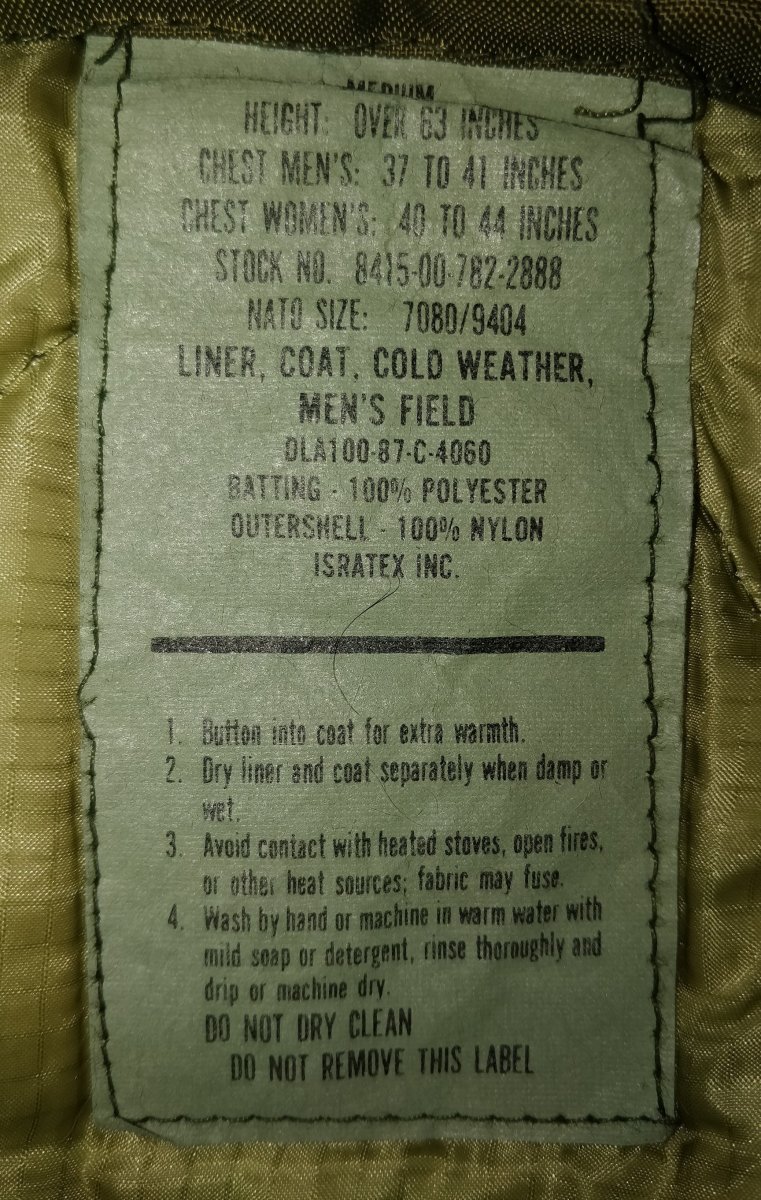 MEDIUM
HEIGHT: OVER 63 INCHES
CHEST MEN'S: 37 TO 41 INCHES
CHEST WOMEN'S: 40 TO 44 INCHES
STOCK NO. 8415-00-782-2888
NATO SIZE: 7080/9404
LINER, COAT, COLD WEATHER,
MEN'S FIELD
DLA100-87-C-4060
BATTING - 100% POLYESTER
OUTERSHELL - 100% NYLON
ISRATEX INC.
1. Button into coat for extra warmth.
2. Dry liner and coat separately when damp or
wet.
3. Avoid contact with heated stoves, open fires,
or other heat sources; fabric may fuse.
4. Wash by hand or machine in warm water with
mild soap or detergent, rinse thoroughly and
drip or machine dry.
DO NOT DRY CLEAN
DO NOT REMOVE THIS LABEL